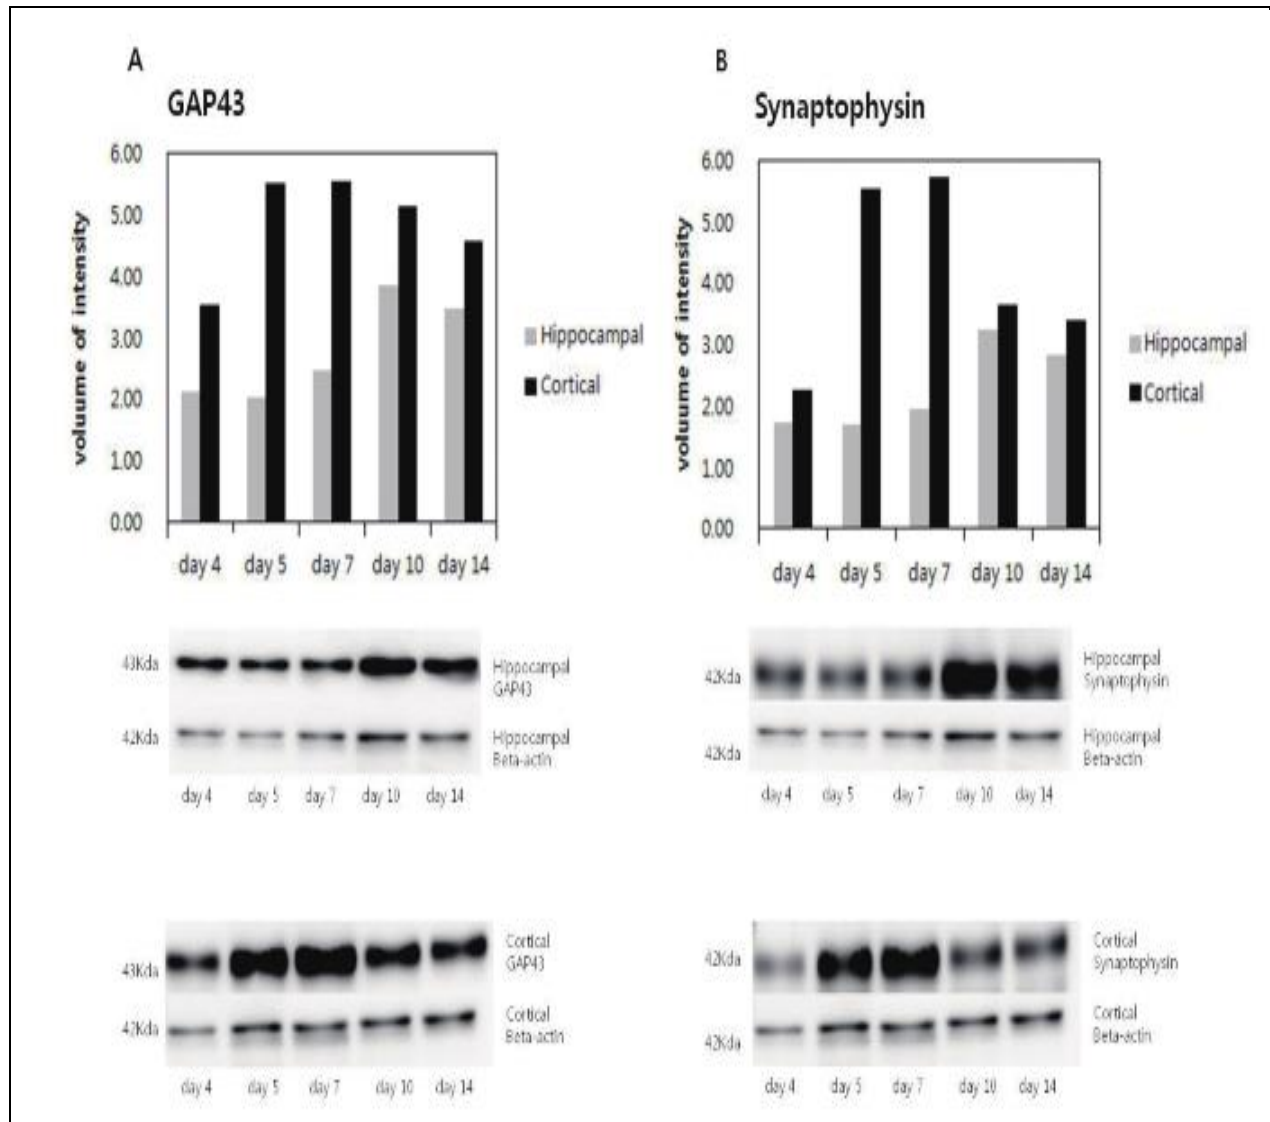 A
GAP43
6.00
5.00
4.00
3.00
2.00
1.00
0.00
voluume of intensity
day 4 day 5 day 7 day 10 day 14
Hippocampal
Cortical
43Kda
Hippocampal
GAP43
42Kda
Hippocampal
Beta-actin
day 4 day 5 day 7 day 10 day 14
43Kda
Cortical
GAP43
42Kda
Cortical
Beta-actin
day 4 day 5 day 7 day 10 day 14
B
Synaptophysin
6.00
5.00
4.00
3.00
2.00
1.00
0.00
voluume of intensity
day 4 day 5 day 7 day 10 day 14
Hippocampal
Cortical
42Kda
Hippocampal
Synaptophysin
42Kda
Hippocampal
Beta-actin
day 4 day 5 day 7 day 10 day 14
42Kda
Cortical
Synaptophysin
42Kda
Cortical
Beta-actin
day 4 day 5 day 7 day 10 day 14